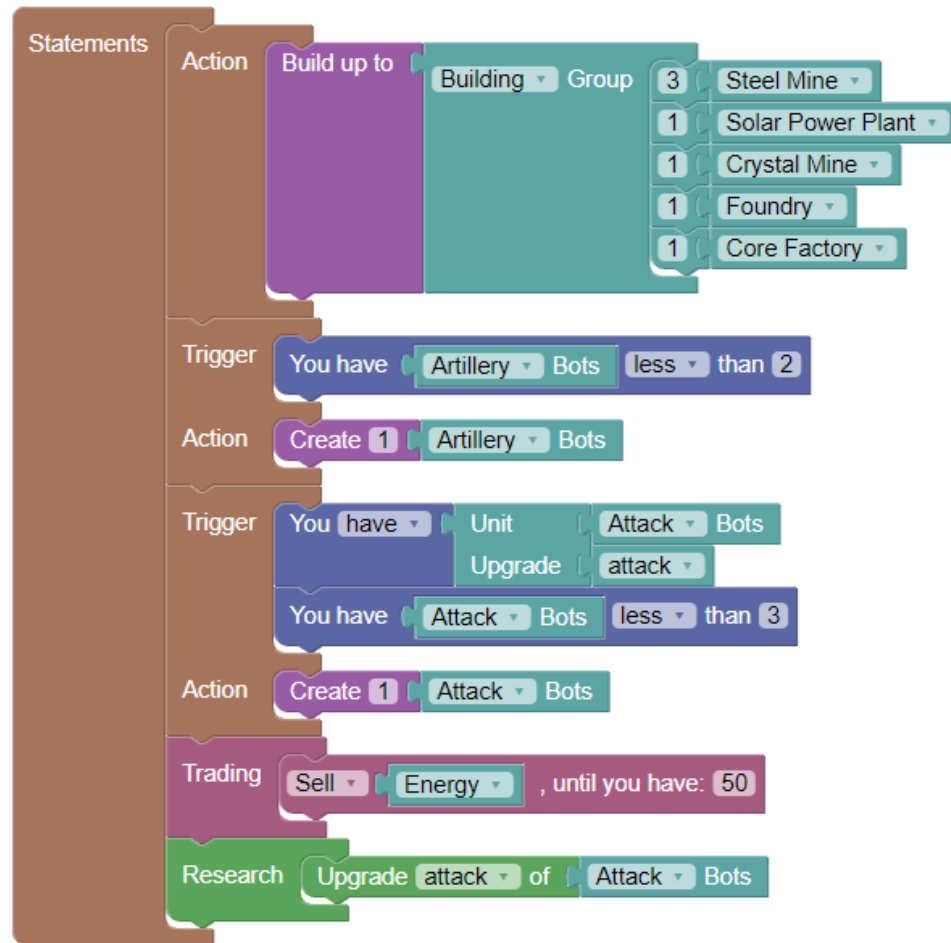 Statements
Action Build up to Building Group 3 Steel Mine
1 Solar Power Plant
1 Crystal Mine
1 Foundry
1 Core Factory
Trigger You have Artillery Bots less than 2
Action Create 1 Artillery Bots
Trigger You have Unit Attack Bots
Upgrade attack
You have Attack Bots less than 3
Action Create 1 Attack Bots
Trading Sell Energy , until you have: 50
Research Upgrade attack of Attack Bots